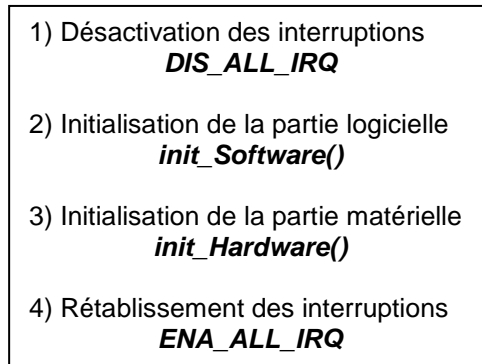 1) Désactivation des interruptions
DIS_ALL_IRQ
2) Initialisation de la partie logicielle
init_Software()
3) Initialisation de la partie matérielle
init_Hardware()
4) Rétablissement des interruptions
ENA_ALL_IRQ